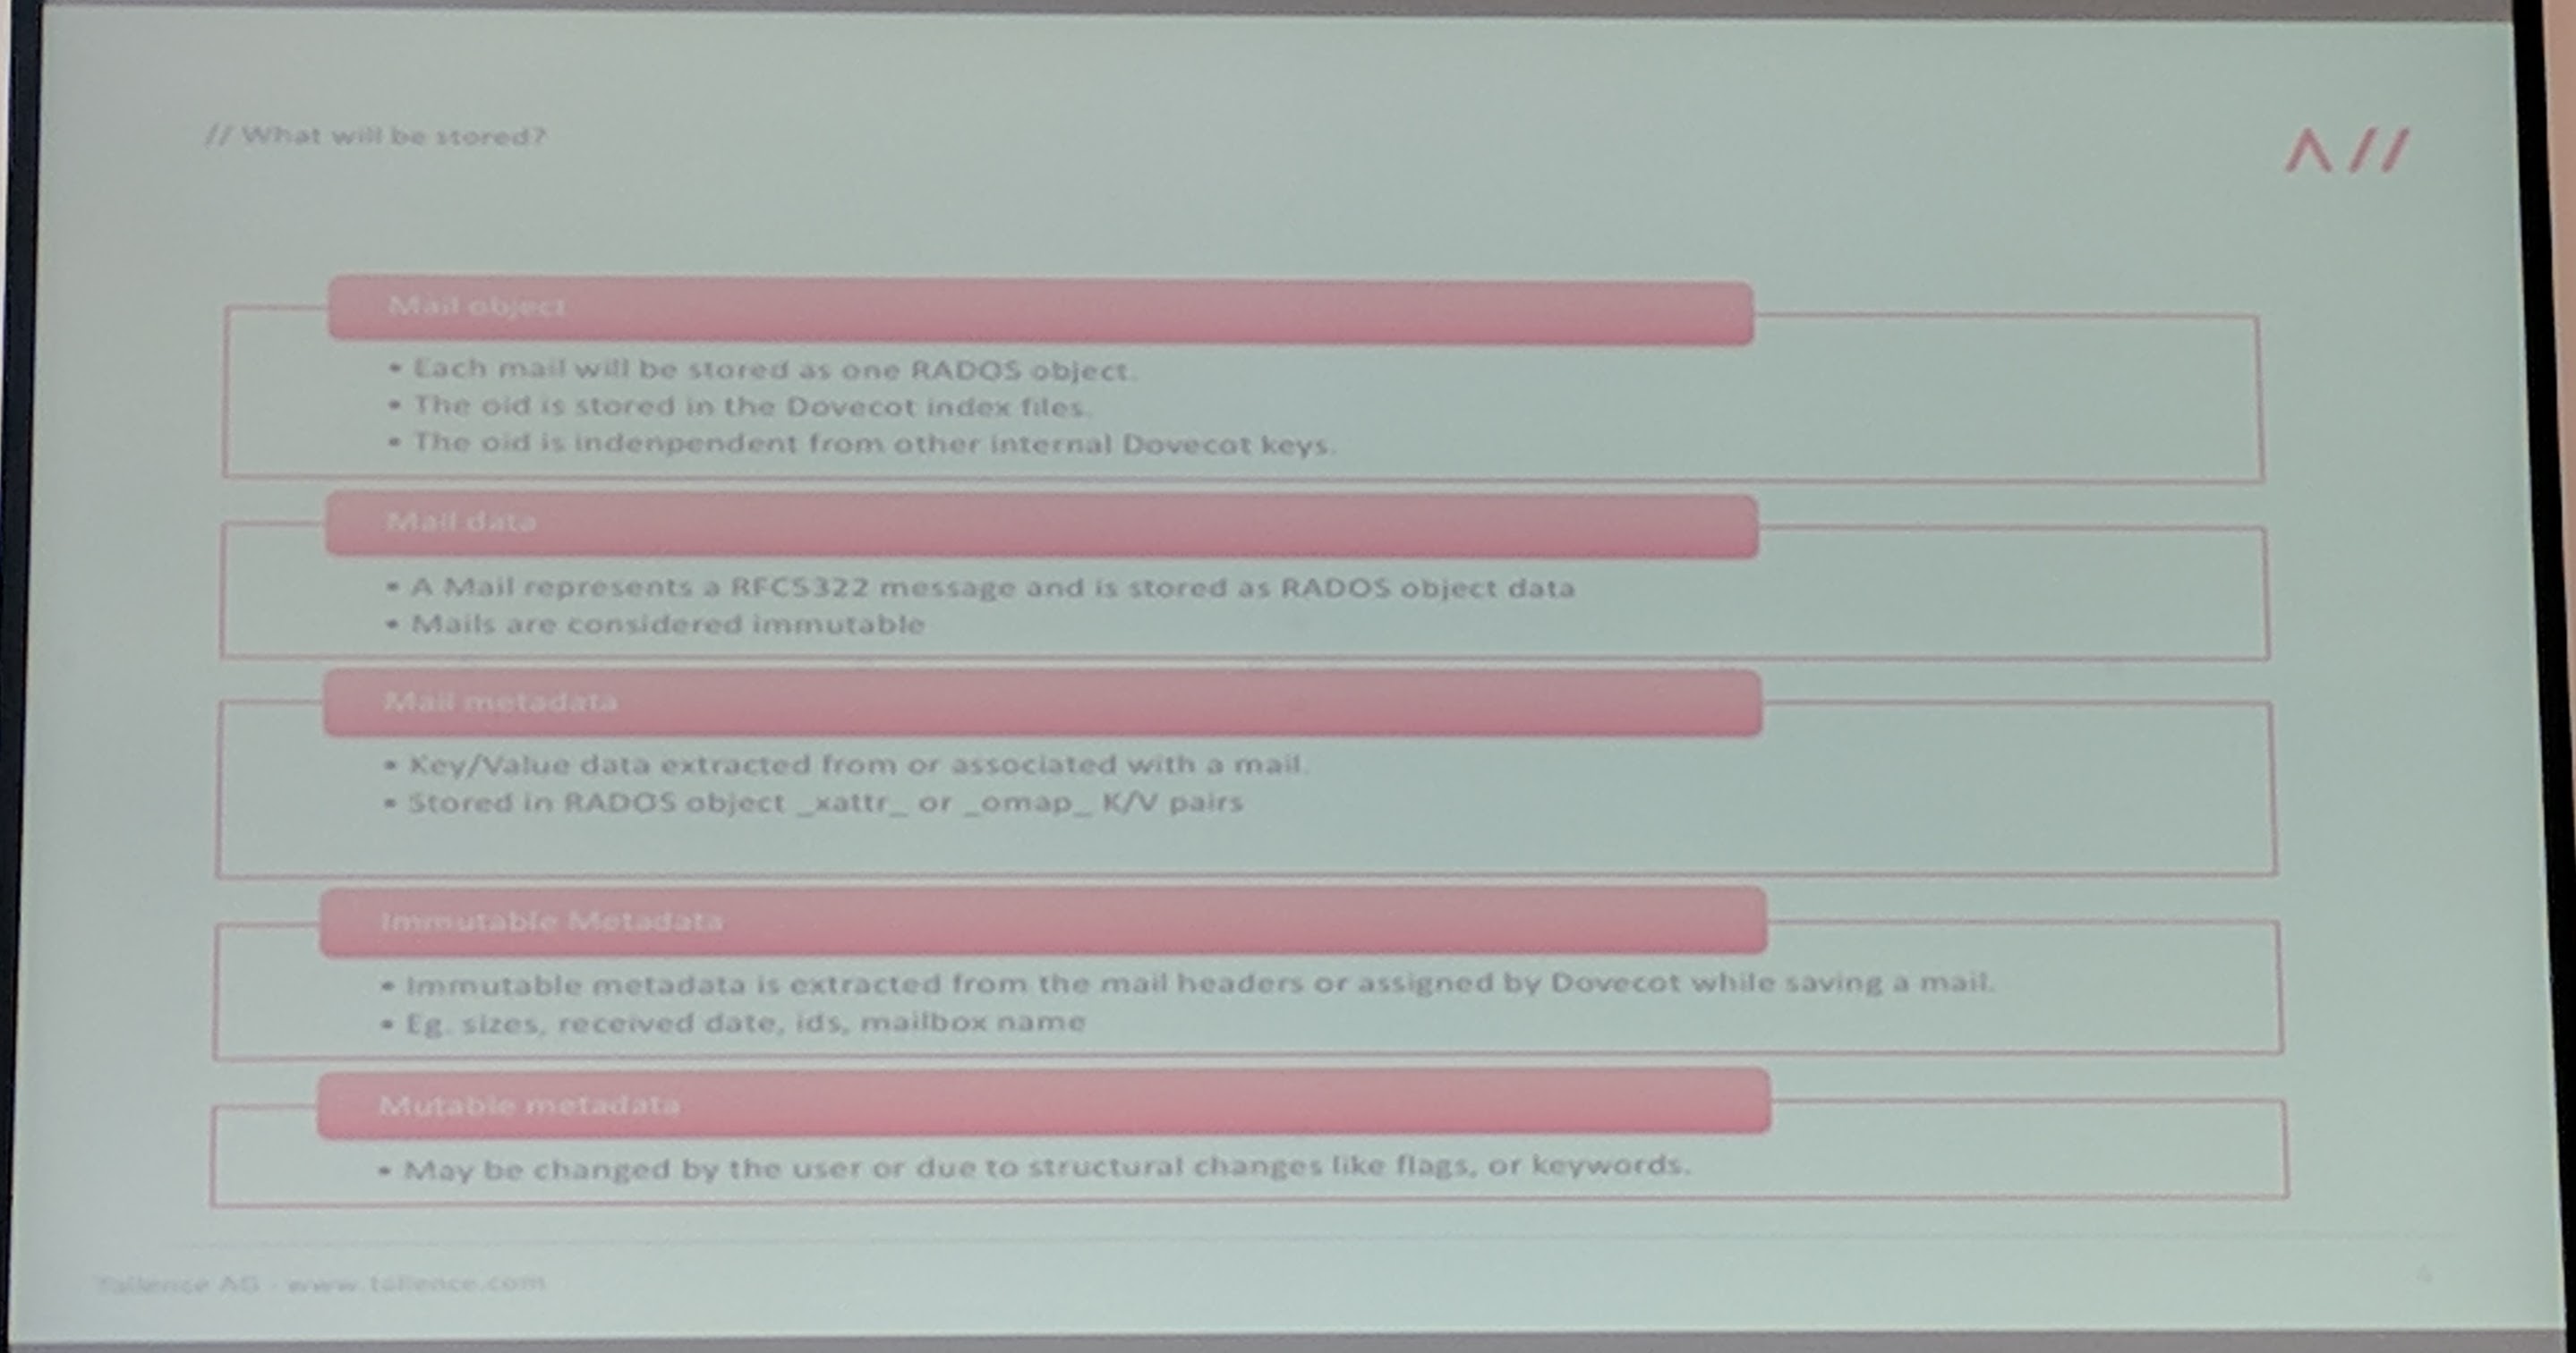 // What will be stored?
Mail object
• Each mail will be stored as one RADOS object.
• The oid is stored in the Dovecot index files.
• The oid is indenpendent from other internal Dovecot keys.
Mail data
• A Mail represents a RFC5322 message and is stored as RADOS object data
• Mails are considered immutable
Mail metadata
• Key/Value data extracted from or associated with a mail.
• Stored in RADOS object _xattr_ or _omap_ K/V pairs
Immutable Metadata
• Immutable metadata is extracted from the mail headers or assigned by Dovecot while saving a mail.
• Eg. sizes, received date, ids, mailbox name
Mutable metadata
• May be changed by the user or due to structural changes like flags, or keywords.
Tallence AG - www.tallence.com